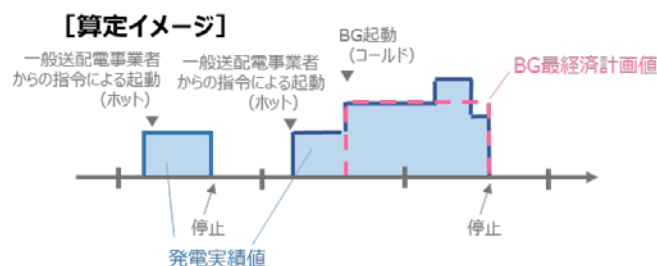 [算定イメージ]
一般送配電事業者
からの指令による起動
(ホット)
一般送配電事業者
からの指令による起動
(ホット)
BG起動
(コールド)
BG最経済計画値
停止
停止
発電実績値